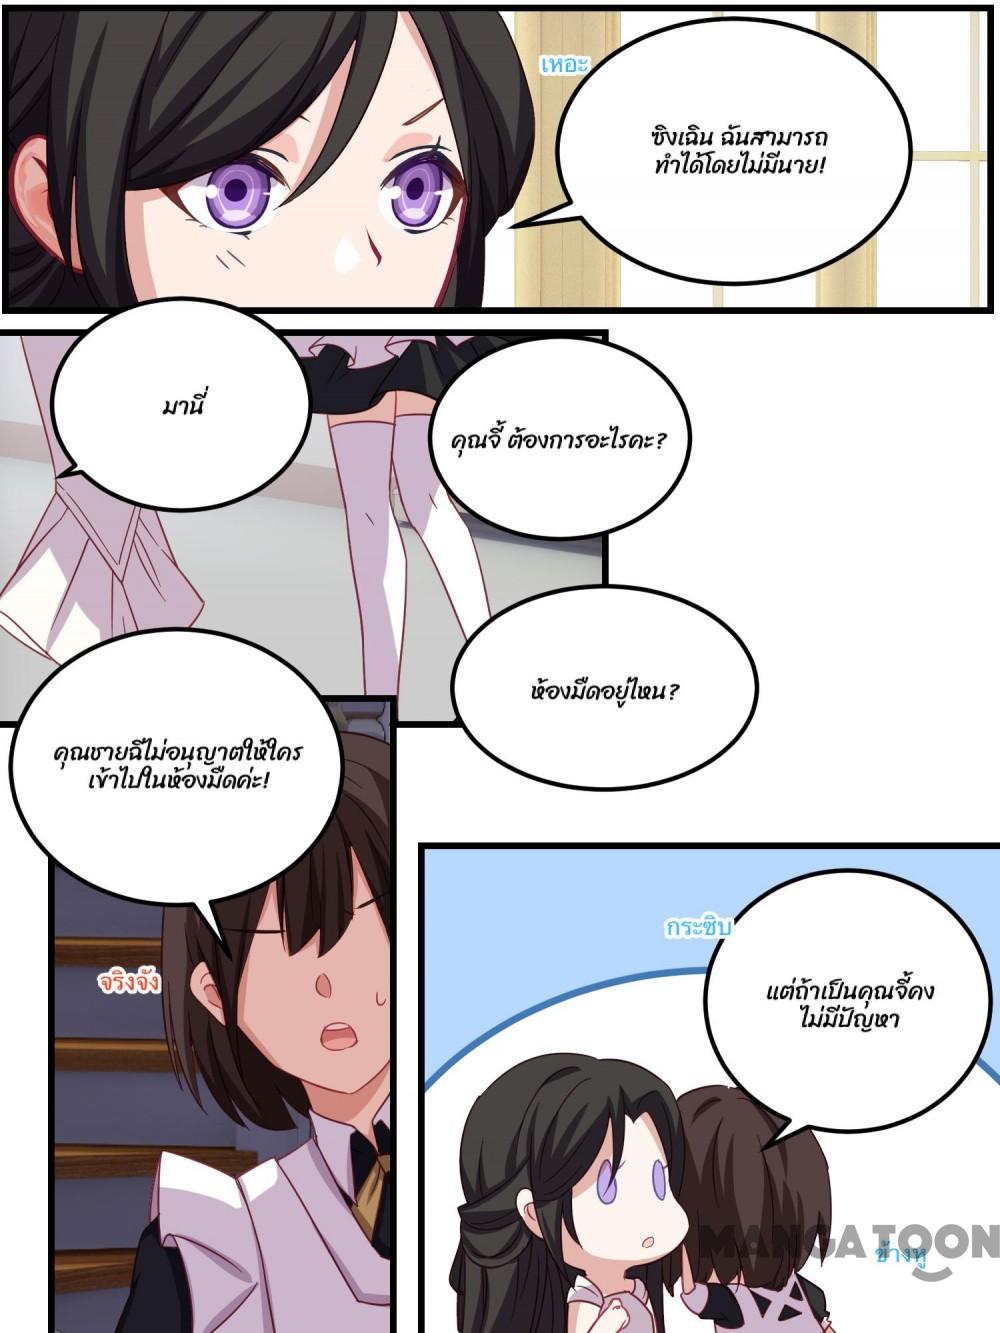 เหอะ
ซิงเฉิน ฉันสามารถ
ทำได้โดยไม่มีนาย!
มานี่
คุณจี้ ต้องการอะไรคะ?
ห้องมืดอยู่ไหน?
คุณชายฉีไม่อนุญาตให้ใคร
เข้าไปในห้องมืดค่ะ!
จริงจัง
กระซิบ
แต่ถ้าเป็นคุณจี้คง
ไม่มีปัญหา
ข้างหู
MANGATOON